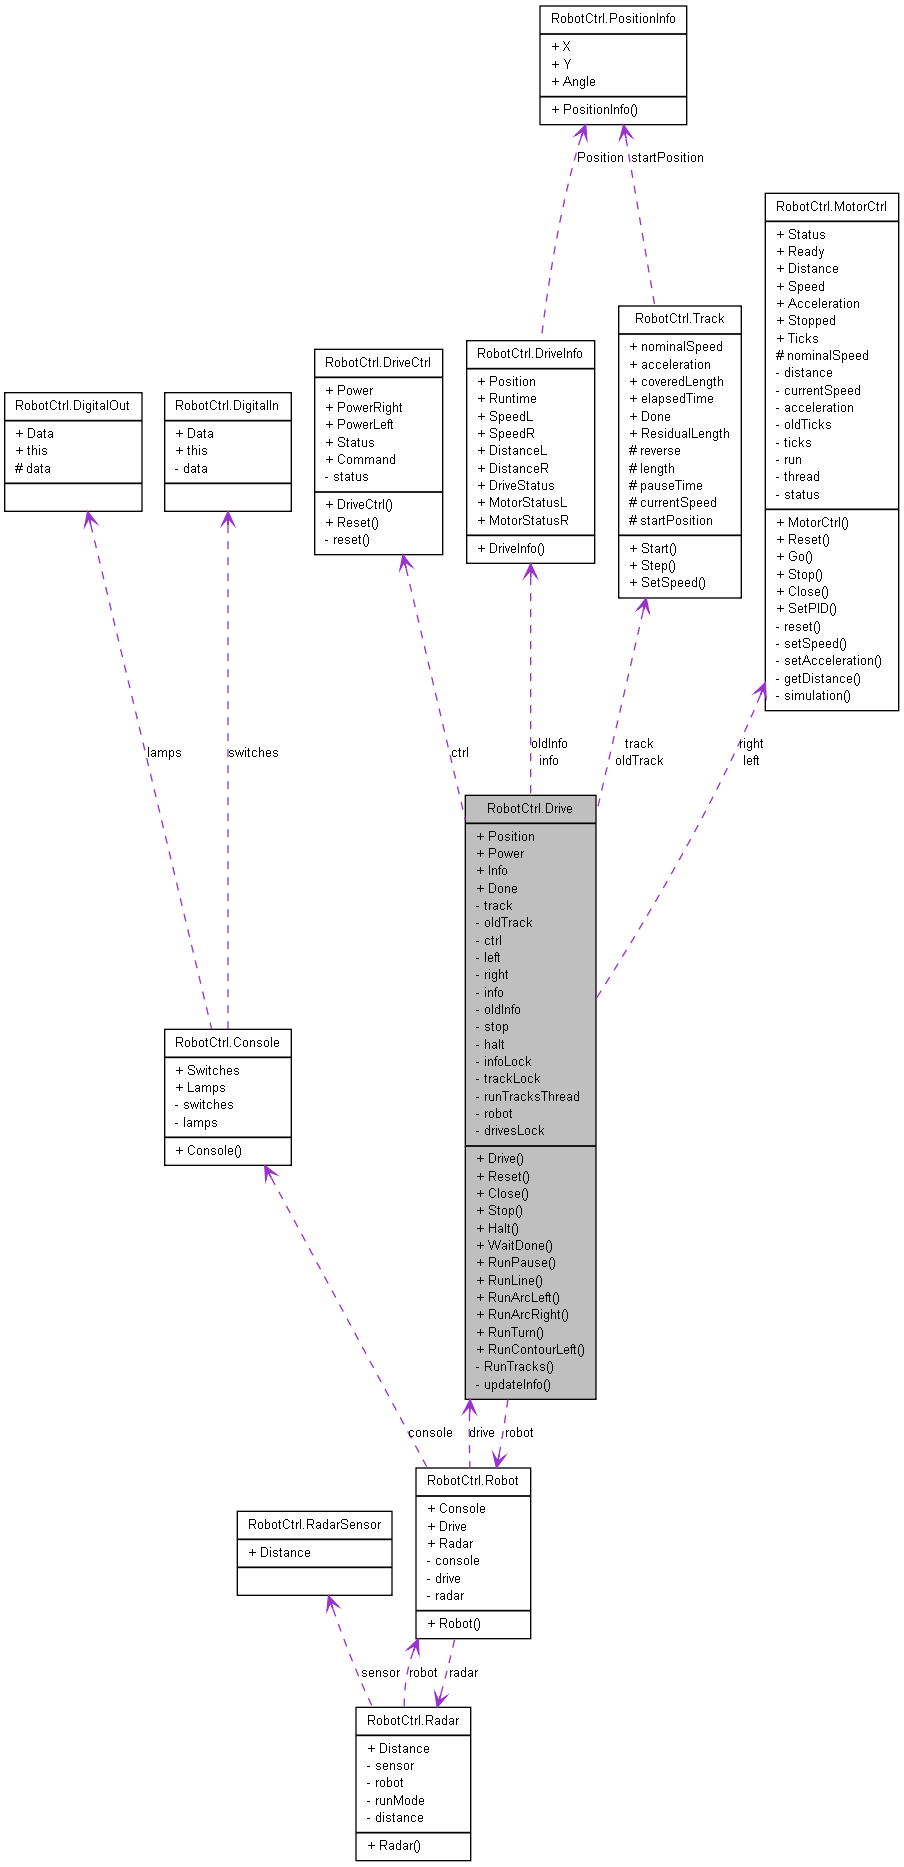 RobotCtrl.PositionInfo
+ X
+ Y
+ Angle
+ PositionInfo()
Position
startPosition
RobotCtrl.MotorCtrl
+ Status
+ Ready
+ Distance
+ Speed
+ Acceleration
+ Stopped
+ Ticks
# nominalSpeed
- distance
- currentSpeed
- acceleration
- oldTicks
- ticks
- run
- thread
- status
+ MotorCtrl()
+ Reset()
+ Go()
+ Stop()
+ Close()
+ SetPID()
- reset()
- setSpeed()
- setAcceleration()
- getDistance()
- simulation()
RobotCtrl.Track
+ nominalSpeed
+ acceleration
+ coveredLength
+ elapsedTime
+ Done
+ ResidualLength
# reverse
# length
# pauseTime
# currentSpeed
# startPosition
+ Start()
+ Step()
+ SetSpeed()
RobotCtrl.DriveInfo
+ Position
+ Runtime
+ SpeedL
+ SpeedR
+ DistanceL
+ DistanceR
+ DriveStatus
+ MotorStatusL
+ MotorStatusR
+ DriveInfo()
RobotCtrl.DriveCtrl
+ Power
+ PowerRight
+ PowerLeft
+ Status
+ Command
- status
+ DriveCtrl()
+ Reset()
- reset()
RobotCtrl.DigitalOut
+ Data
+ this
# data
RobotCtrl.DigitalIn
+ Data
+ this
- data
lamps
switches
ctrl
oldInfo
info
track
oldTrack
right
left
RobotCtrl.Drive
+ Position
+ Power
+ Info
+ Done
- track
- oldTrack
- ctrl
- left
- right
- info
- oldInfo
- stop
- halt
- infoLock
- trackLock
- runTracksThread
- robot
- drivesLock
+ Drive()
+ Reset()
+ Close()
+ Stop()
+ Halt()
+ WaitDone()
+ RunPause()
+ RunLine()
+ RunArcLeft()
+ RunArcRight()
+ RunTurn()
+ RunContourLeft()
- RunTracks()
- updateInfo()
RobotCtrl.Console
+ Switches
+ Lamps
- switches
- lamps
+ Console()
console
drive
robot
RobotCtrl.Robot
+ Console
+ Drive
+ Radar
- console
- drive
- radar
+ Robot()
RobotCtrl.RadarSensor
+ Distance
sensor
robot
radar
RobotCtrl.Radar
+ Distance
- sensor
- robot
- runMode
- distance
+ Radar()